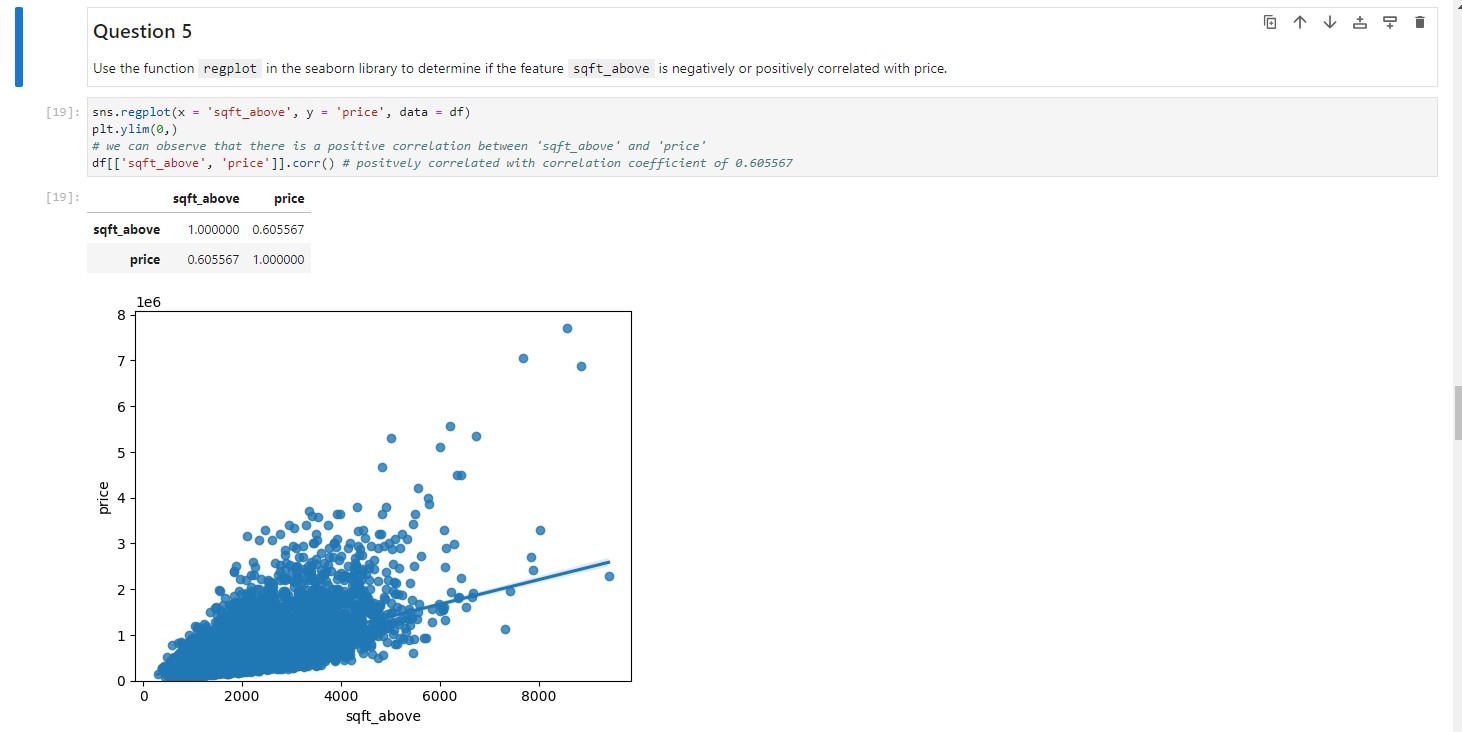 Question 5
Use the function regplot in the seaborn library to determine if the feature sqft_above is negatively or positively correlated with price.
[19]:
sns.regplot(x = 'sqft_above', y = 'price', data = df)
plt.ylim(0,)
# we can observe that there is a positive correlation between 'sqft_above' and 'price'
df[['sqft_above', 'price']].corr() # positvely correlated with correlation coefficient of 0.605567
[19]:
sqft_above price
sqft_above 1.000000 0.605567
price 0.605567 1.000000
1e6
8
7
6
5
4
3
2
1
0
price
0 2000 4000 6000 8000
sqft_above